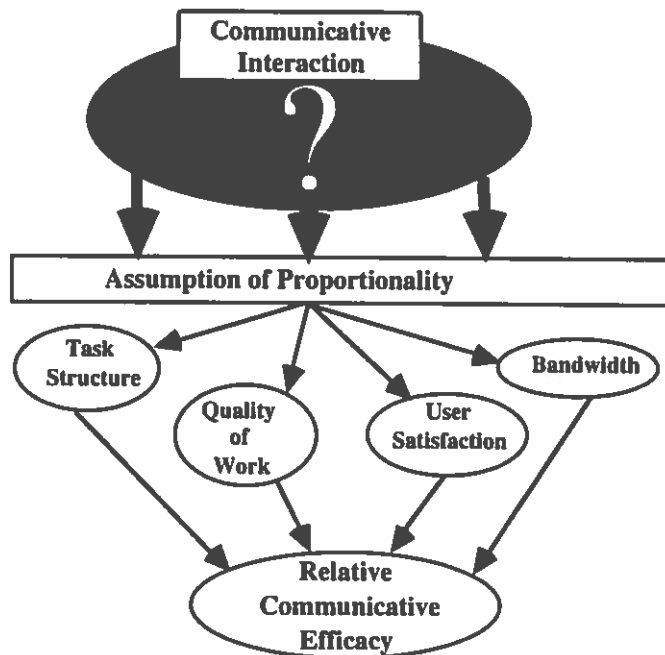 Communicative
Interaction
?
Assumption of Proportionality
Task
Structure
Quality
of
Work
User
Satisfaction
Bandwidth
Relative
Communicative
Efficacy